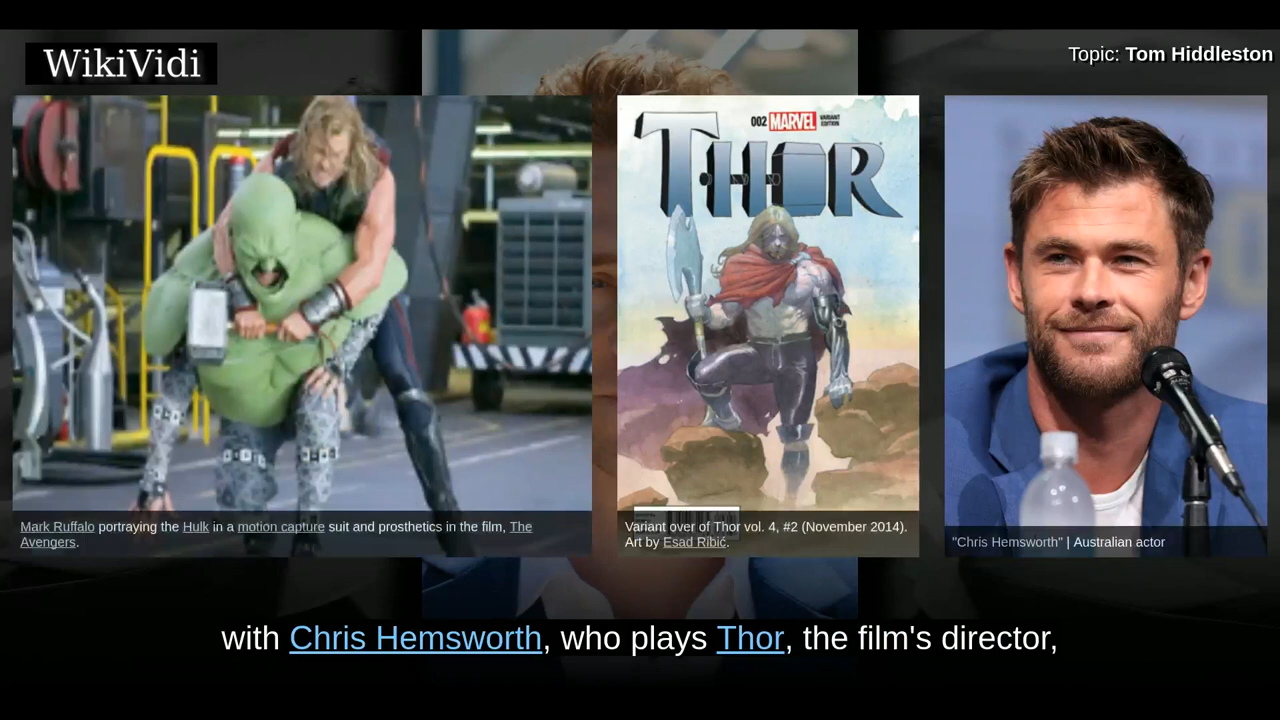 WikiVidi
Topic: Tom Hiddleston
002 MARVEL VARIANT EDITION
THOR
Mark Ruffalo portraying the Hulk in a motion capture suit and prosthetics in the film, The
Avengers.
Variant over of Thor vol. 4, #2 (November 2014).
Art by Esad Ribić.
"Chris Hemsworth" | Australian actor
with Chris Hemsworth, who plays Thor, the film's director,